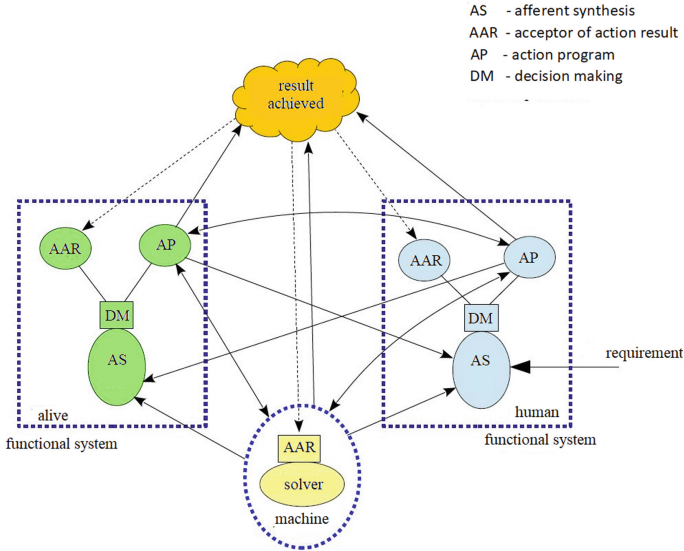 AS - afferent synthesis
AAR - acceptor of action result
AP - action program
DM - decision making
result
achieved
AAR
AP
AAR
AP
DM
DM
AS
AS
requirement
alive
human
functional system
functional system
AAR
solver
machine